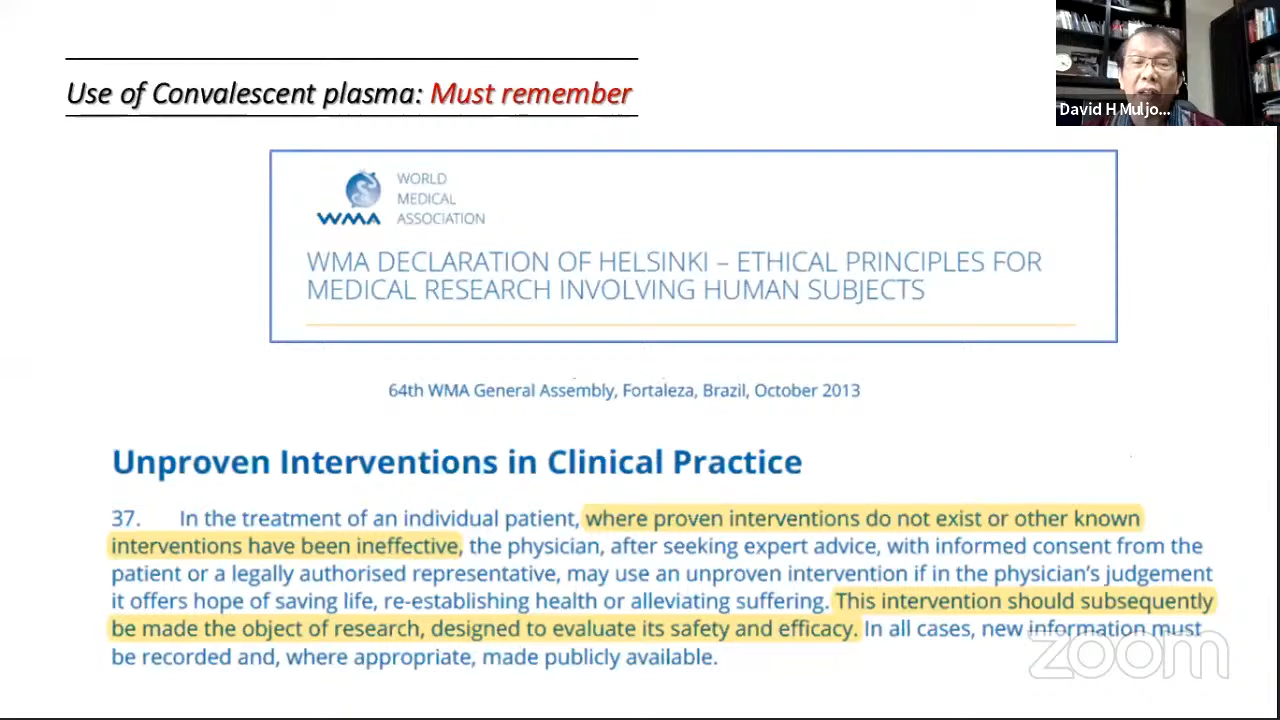 Use of Convalescent plasma: Must remember
David H Muljo...
WMA
WORLD
MEDICAL
ASSOCIATION
WMA DECLARATION OF HELSINKI – ETHICAL PRINCIPLES FOR
MEDICAL RESEARCH INVOLVING HUMAN SUBJECTS
64th WMA General Assembly, Fortaleza, Brazil, October 2013
Unproven Interventions in Clinical Practice
37. In the treatment of an individual patient, where proven interventions do not exist or other known
interventions have been ineffective, the physician, after seeking expert advice, with informed consent from the
patient or a legally authorised representative, may use an unproven intervention if in the physician's judgement
it offers hope of saving life, re-establishing health or alleviating suffering. This intervention should subsequently
be made the object of research, designed to evaluate its safety and efficacy. In all cases, new information must
be recorded and, where appropriate, made publicly available.
zoom